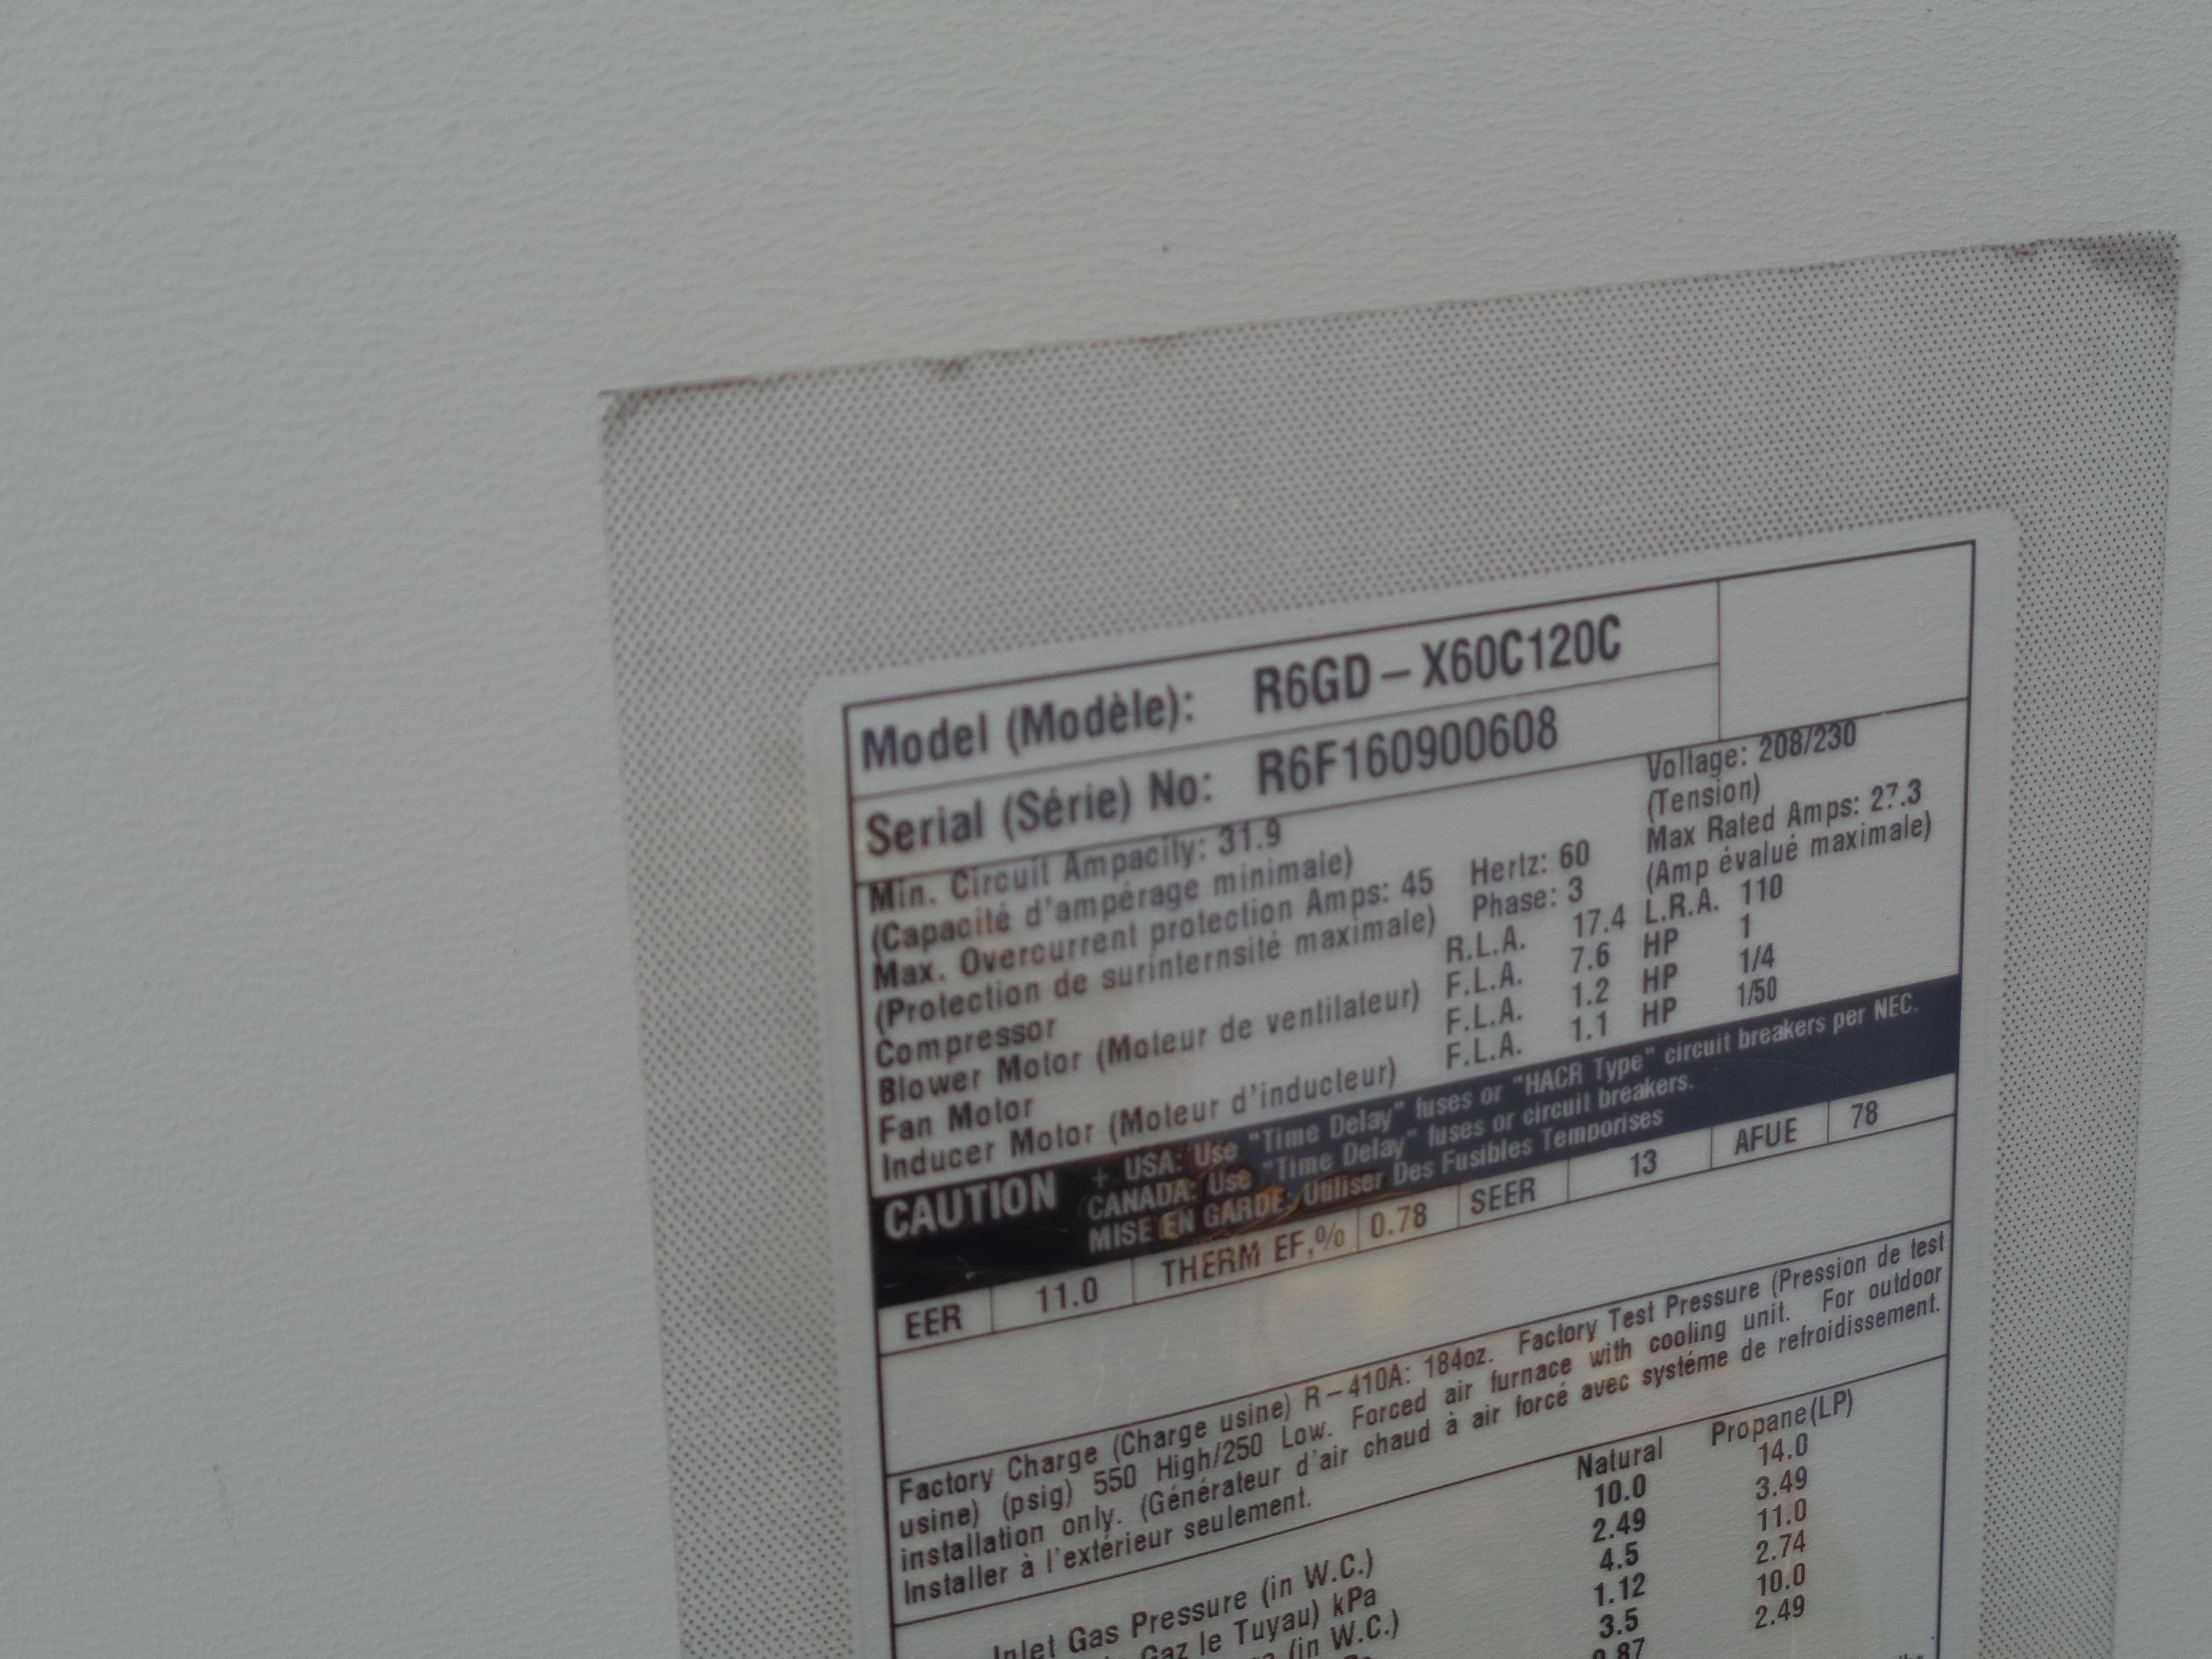 Model (Modèle): R6GD-X60C120C
Serial (Série) No: R6F160900608
Min. Circuit Ampacity: 31.9
(Capacité d'ampérage minimale)
Max. Overcurrent protection Amps: 45
(Protection de surinternsité maximale)
Hertz: 60
Phase: 3
Voltage: 208/230
(Tension)
Max Rated Amps: 27.3
(Amp évalué maximale)
Compressor R.L.A. 17.4 L.R.A. 110
Blower Motor (Moteur de ventilateur) F.L.A. 7.6 HP 1
Fan Motor F.L.A. 1.2 HP 1/4
Inducer Motor (Moteur d'inducteur) F.L.A. 1.1 HP 1/50
CAUTION
+ USA: Use "Time Delay" fuses or "HACR Type" circuit breakers per NEC.
CANADA: Use "Time Delay" fuses or circuit breakers.
MISE EN GARDE: Utiliser Des Fusibles Temporises
EER 11.0 THERM EF,% 0.78 SEER 13 AFUE 78
Factory Charge (Charge usine) R-410A: 184oz. Factory Test Pressure (Pression de test
usine) (psig) 550 High/250 Low. Forced air furnace with cooling unit. For outdoor
installation only. (Générateur d'air chaud à air forcé avec systéme de refroidissement.
Installer à l'extérieur seulement.
Natural Propane(LP)
Inlet Gas Pressure (in W.C.) 10.0 14.0
Gaz le Tuyau) kPa 2.49 3.49
(in W.C.) 4.5 11.0
1.12 2.74
3.5 10.0
0.87 2.49